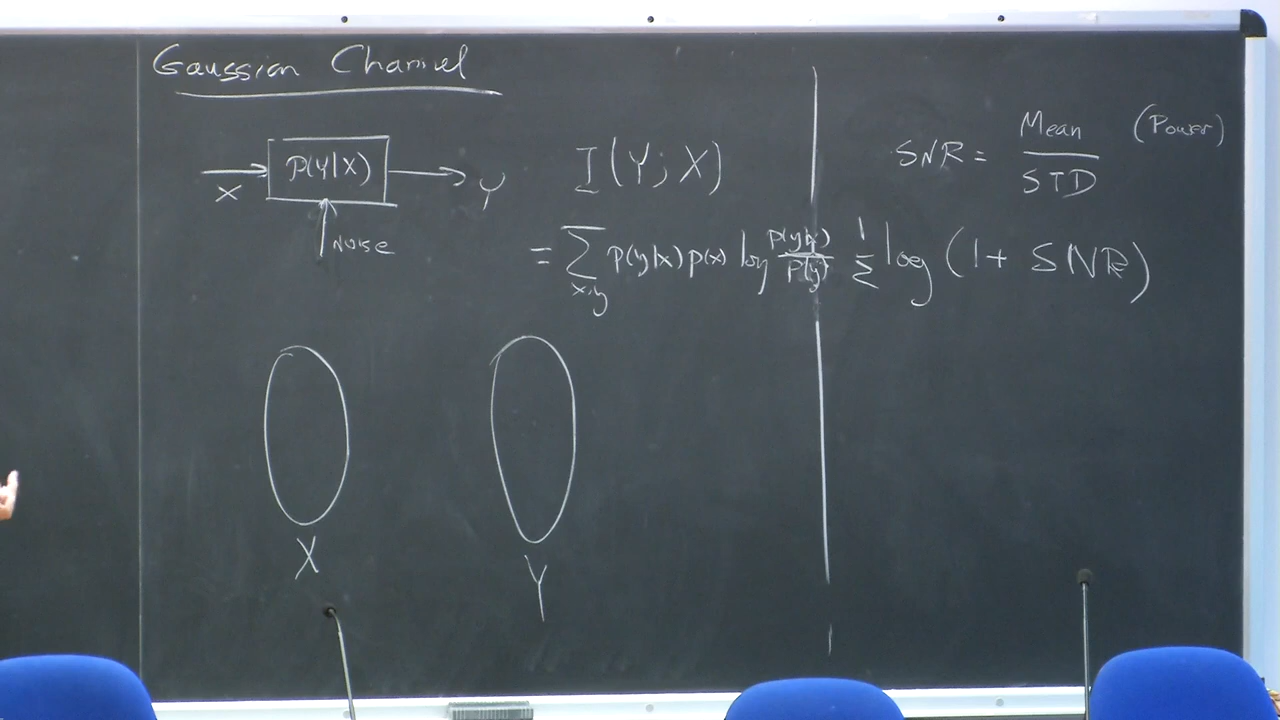 Gaussian Channel
X → P(Y|X) → Y
Noise
I(Y; X)
= ∑ p(y|x) p(x) log p(y|x) / p(y)
x,y
X
Y
SNR = Mean / STD (Power)
1/2 log (1 + SNR)